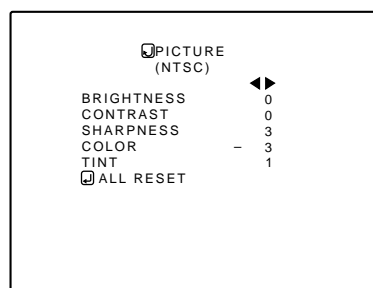 PICTURE
(NTSC)
BRIGHTNESS 0
CONTRAST 0
SHARPNESS 3
COLOR – 3
TINT 1
ALL RESET